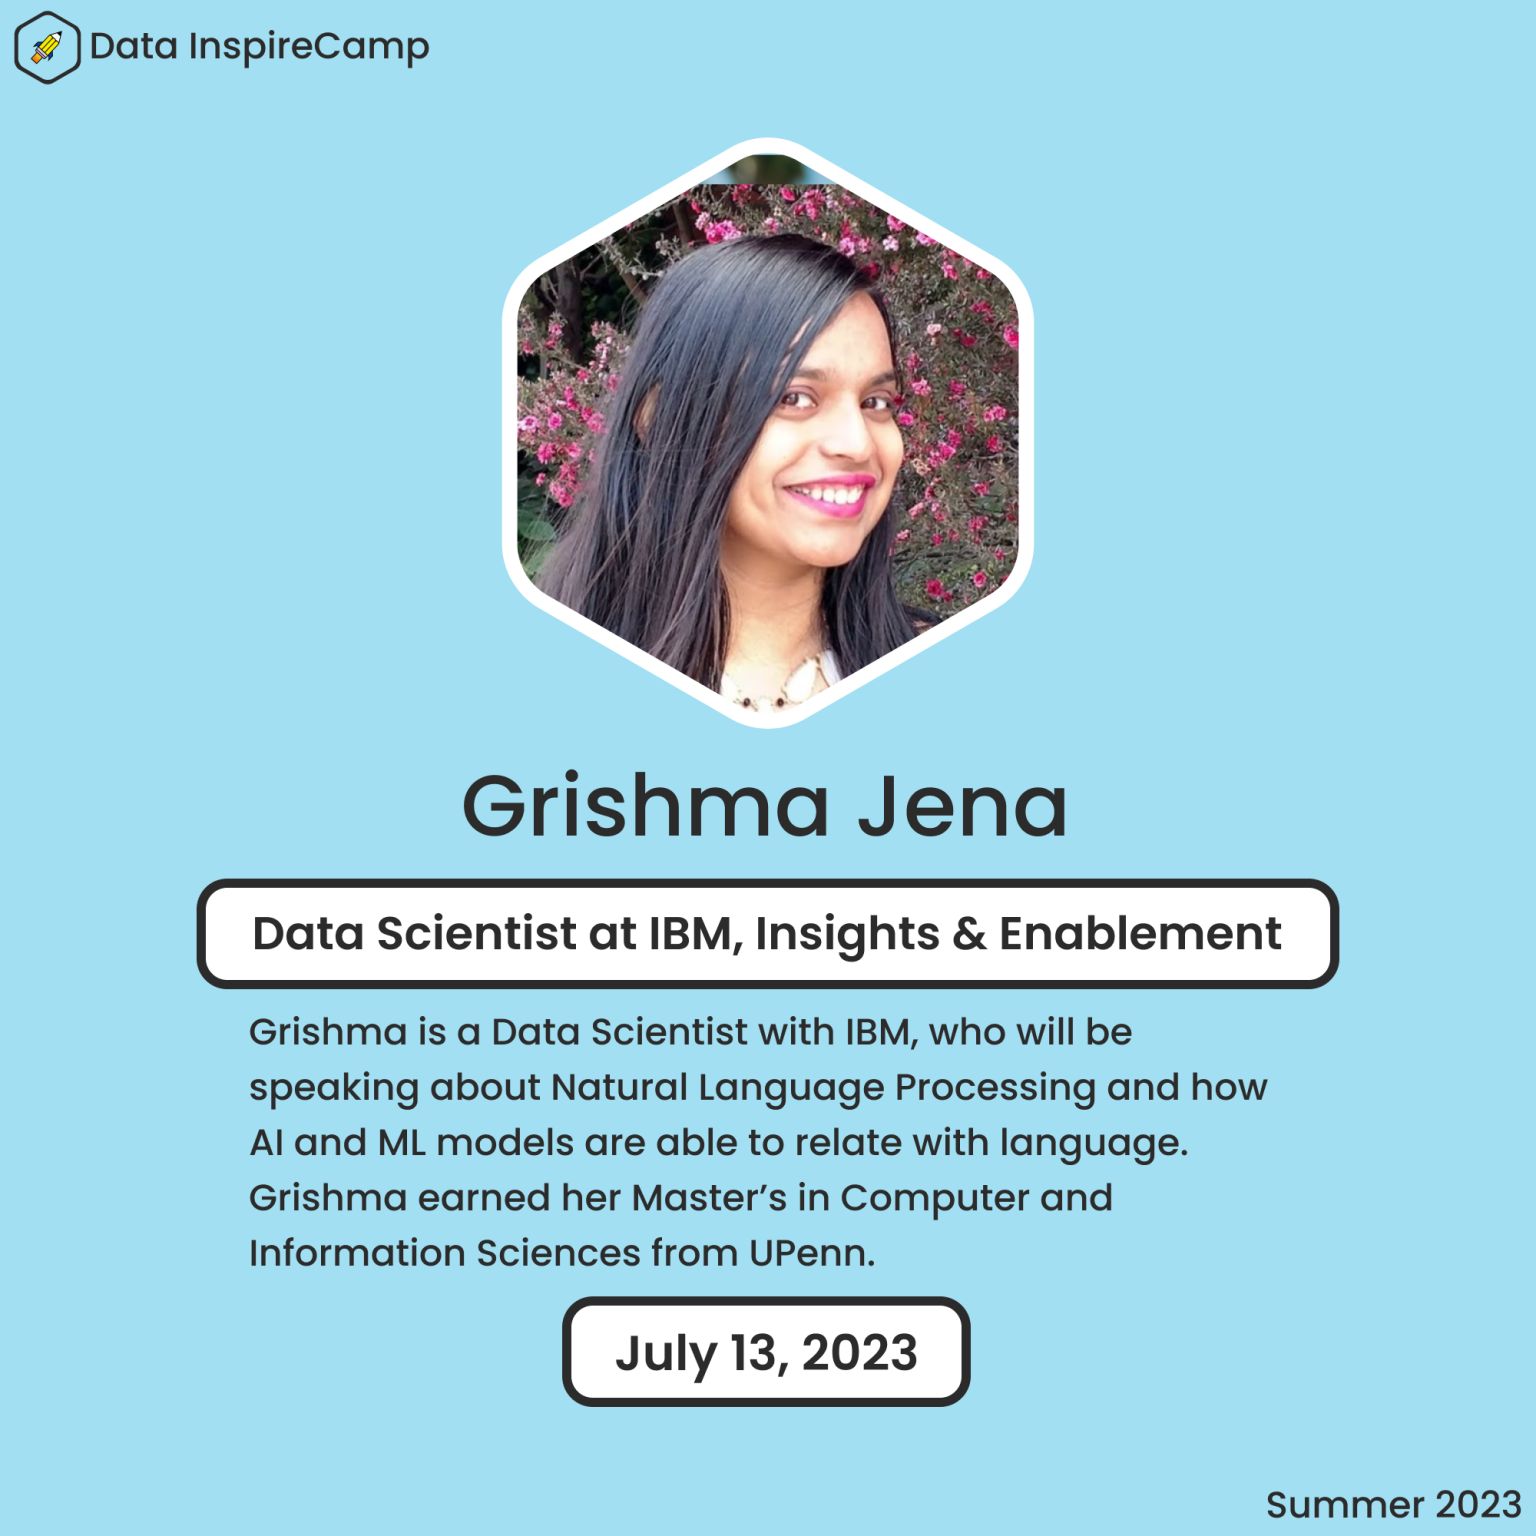 Data InspireCamp
Grishma Jena
Data Scientist at IBM, Insights & Enablement
Grishma is a Data Scientist with IBM, who will be
speaking about Natural Language Processing and how
AI and ML models are able to relate with language.
Grishma earned her Master’s in Computer and
Information Sciences from UPenn.
July 13, 2023
Summer 2023